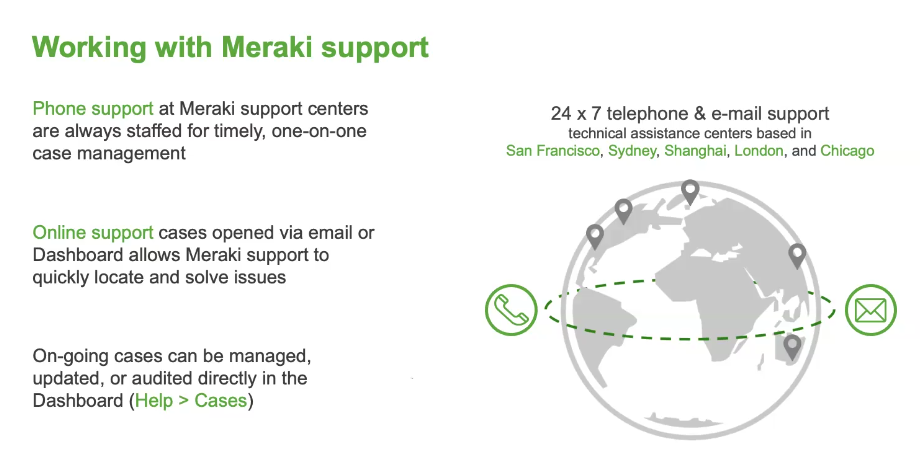 Working with Meraki support
Phone support at Meraki support centers
are always staffed for timely, one-on-one
case management
Online support cases opened via email or
Dashboard allows Meraki support to
quickly locate and solve issues
On-going cases can be managed,
updated, or audited directly in the
Dashboard (Help > Cases)
24 x 7 telephone & e-mail support
technical assistance centers based in
San Francisco, Sydney, Shanghai, London, and Chicago